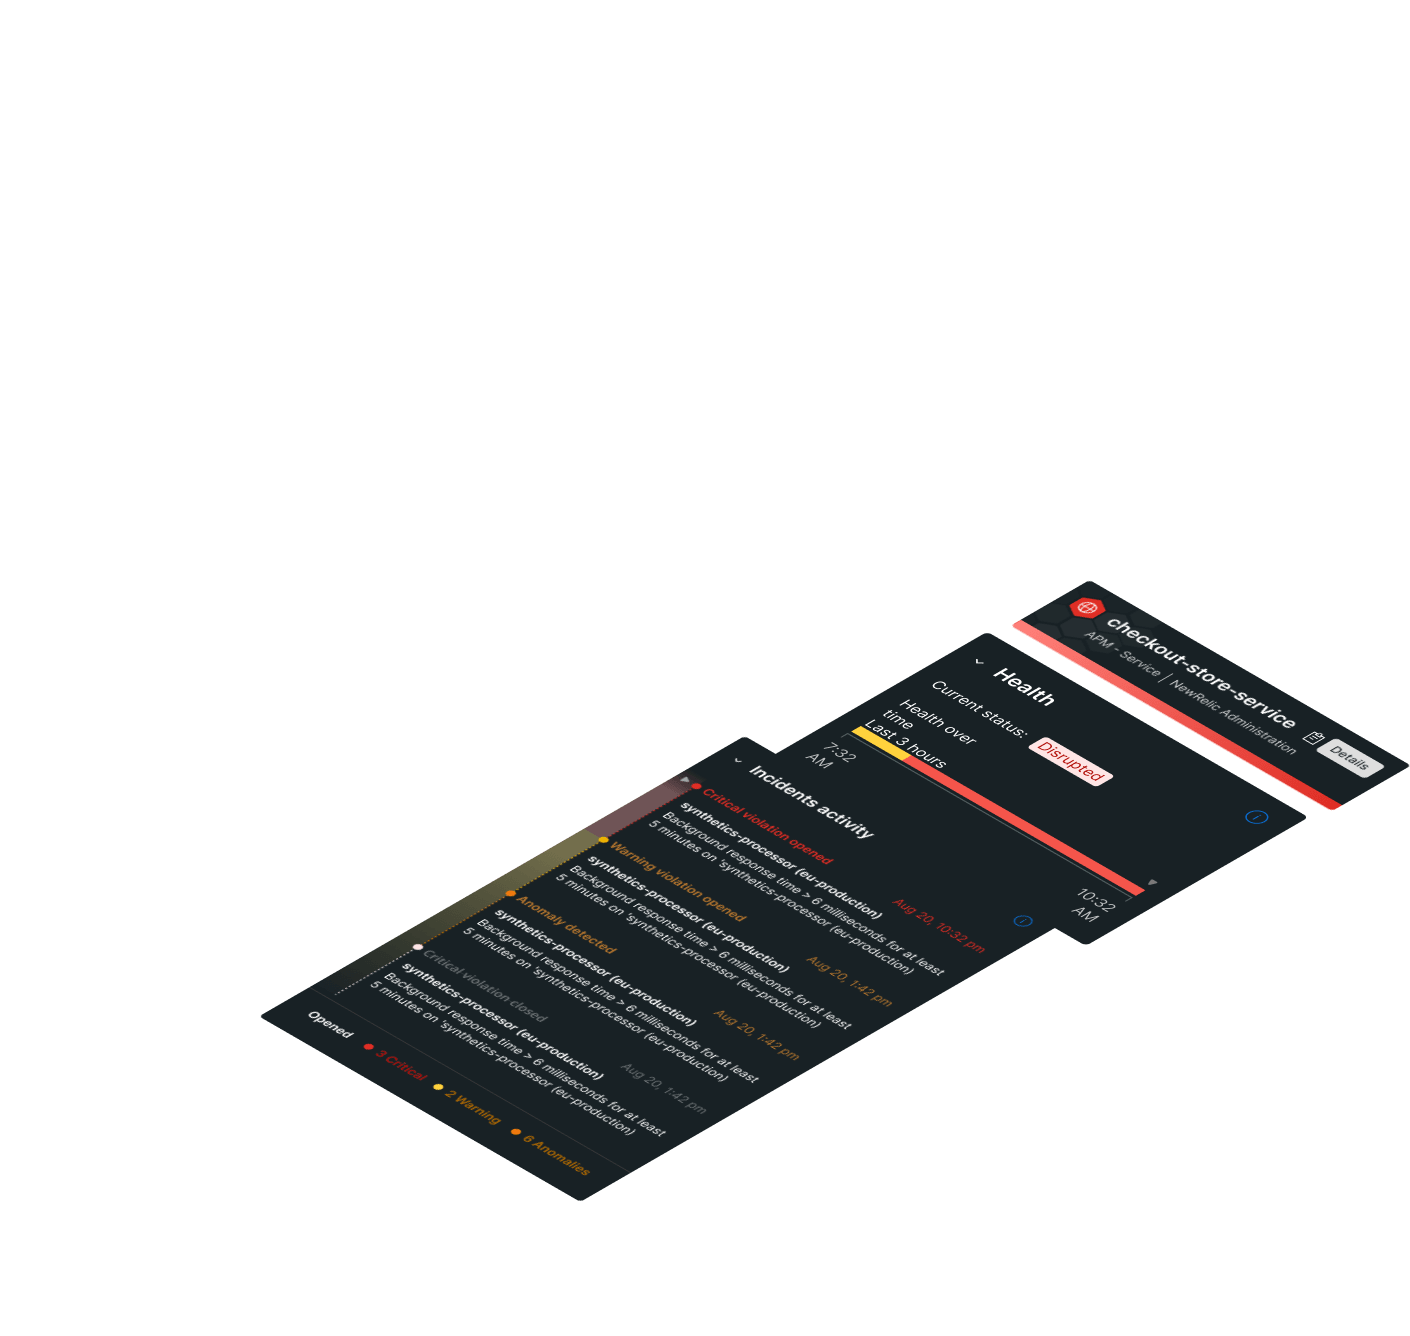 checkout-store-service
APM - Service | NewRelic Administration
Details
Health
Current status: Disrupted
Health over
time
Last 3 hours
7:32
AM
10:32
AM
Incidents activity
Critical violation opened
Aug 20, 10:32 pm
synthetics-processor (eu-production)
Background response time > 6 milliseconds for at least
5 minutes on 'synthetics-processor (eu-production)
Warning violation opened
Aug 20, 1:42 pm
synthetics-processor (eu-production)
Background response time > 6 milliseconds for at least
5 minutes on 'synthetics-processor (eu-production)
Anomaly detected
Aug 20, 1:42 pm
synthetics-processor (eu-production)
Background response time > 6 milliseconds for at least
5 minutes on 'synthetics-processor (eu-production)
Critical violation closed
Aug 20, 1:42 pm
synthetics-processor (eu-production)
Background response time > 6 milliseconds for at least
5 minutes on 'synthetics-processor (eu-production)
Opened
3 Critical
2 Warning
6 Anomalies